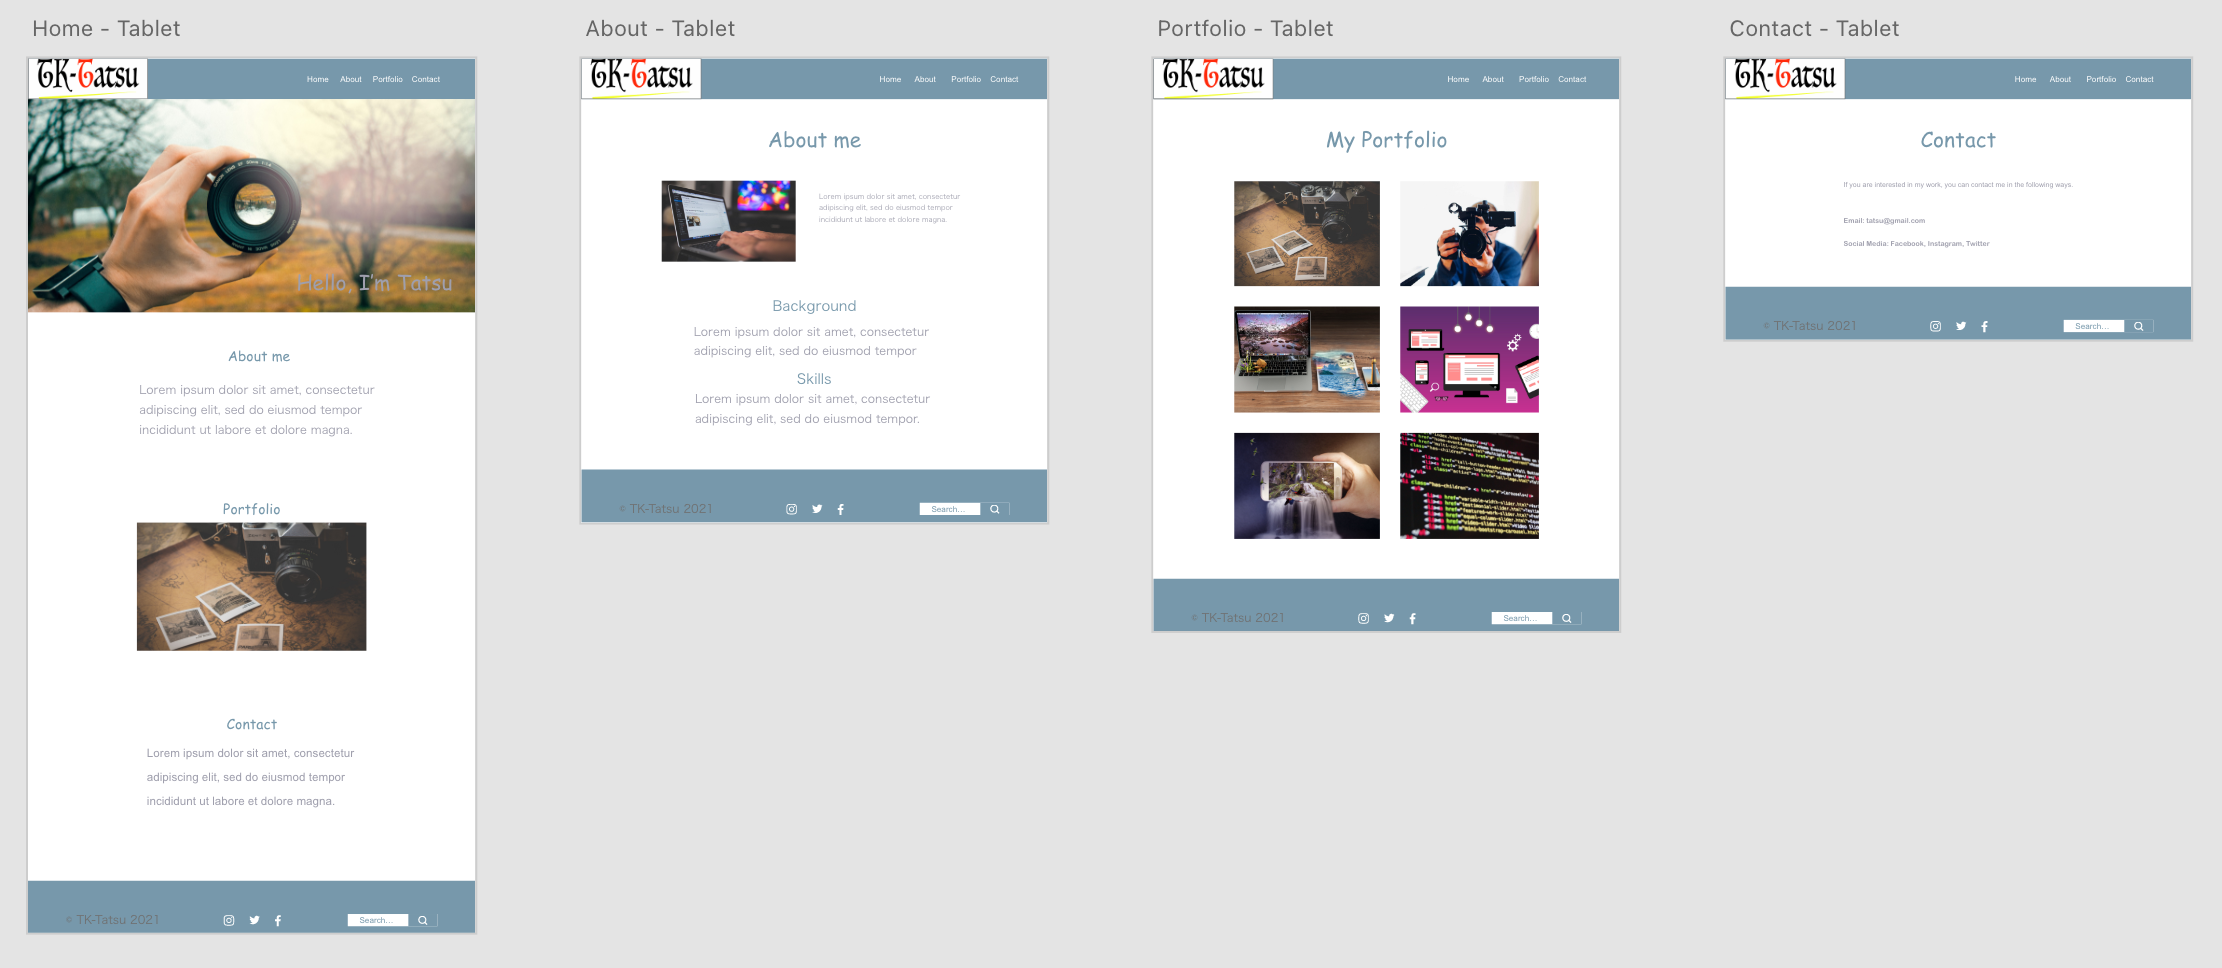 Home - Tablet
TK-Tatsu
Home About Portfolio Contact
Hello, I'm Tatsu
About me
Lorem ipsum dolor sit amet, consectetur
adipiscing elit, sed do eiusmod tempor
incididunt ut labore et dolore magna.
Portfolio
Contact
Lorem ipsum dolor sit amet, consectetur
adipiscing elit, sed do eiusmod tempor
incididunt ut labore et dolore magna.
© TK-Tatsu 2021
Search...
About - Tablet
TK-Tatsu
Home About Portfolio Contact
About me
Lorem ipsum dolor sit amet, consectetur
adipiscing elit, sed do eiusmod tempor
incididunt ut labore et dolore magna.
Background
Lorem ipsum dolor sit amet, consectetur
adipiscing elit, sed do eiusmod tempor
Skills
Lorem ipsum dolor sit amet, consectetur
adipiscing elit, sed do eiusmod tempor.
© TK-Tatsu 2021
Search...
Portfolio - Tablet
TK-Tatsu
Home About Portfolio Contact
My Portfolio
© TK-Tatsu 2021
Search...
Contact - Tablet
TK-Tatsu
Home About Portfolio Contact
Contact
If you are interested in my work, you can contact me in the following ways.
Email: tatsu@gmail.com
Social Media: Facebook, Instagram, Twitter
© TK-Tatsu 2021
Search...